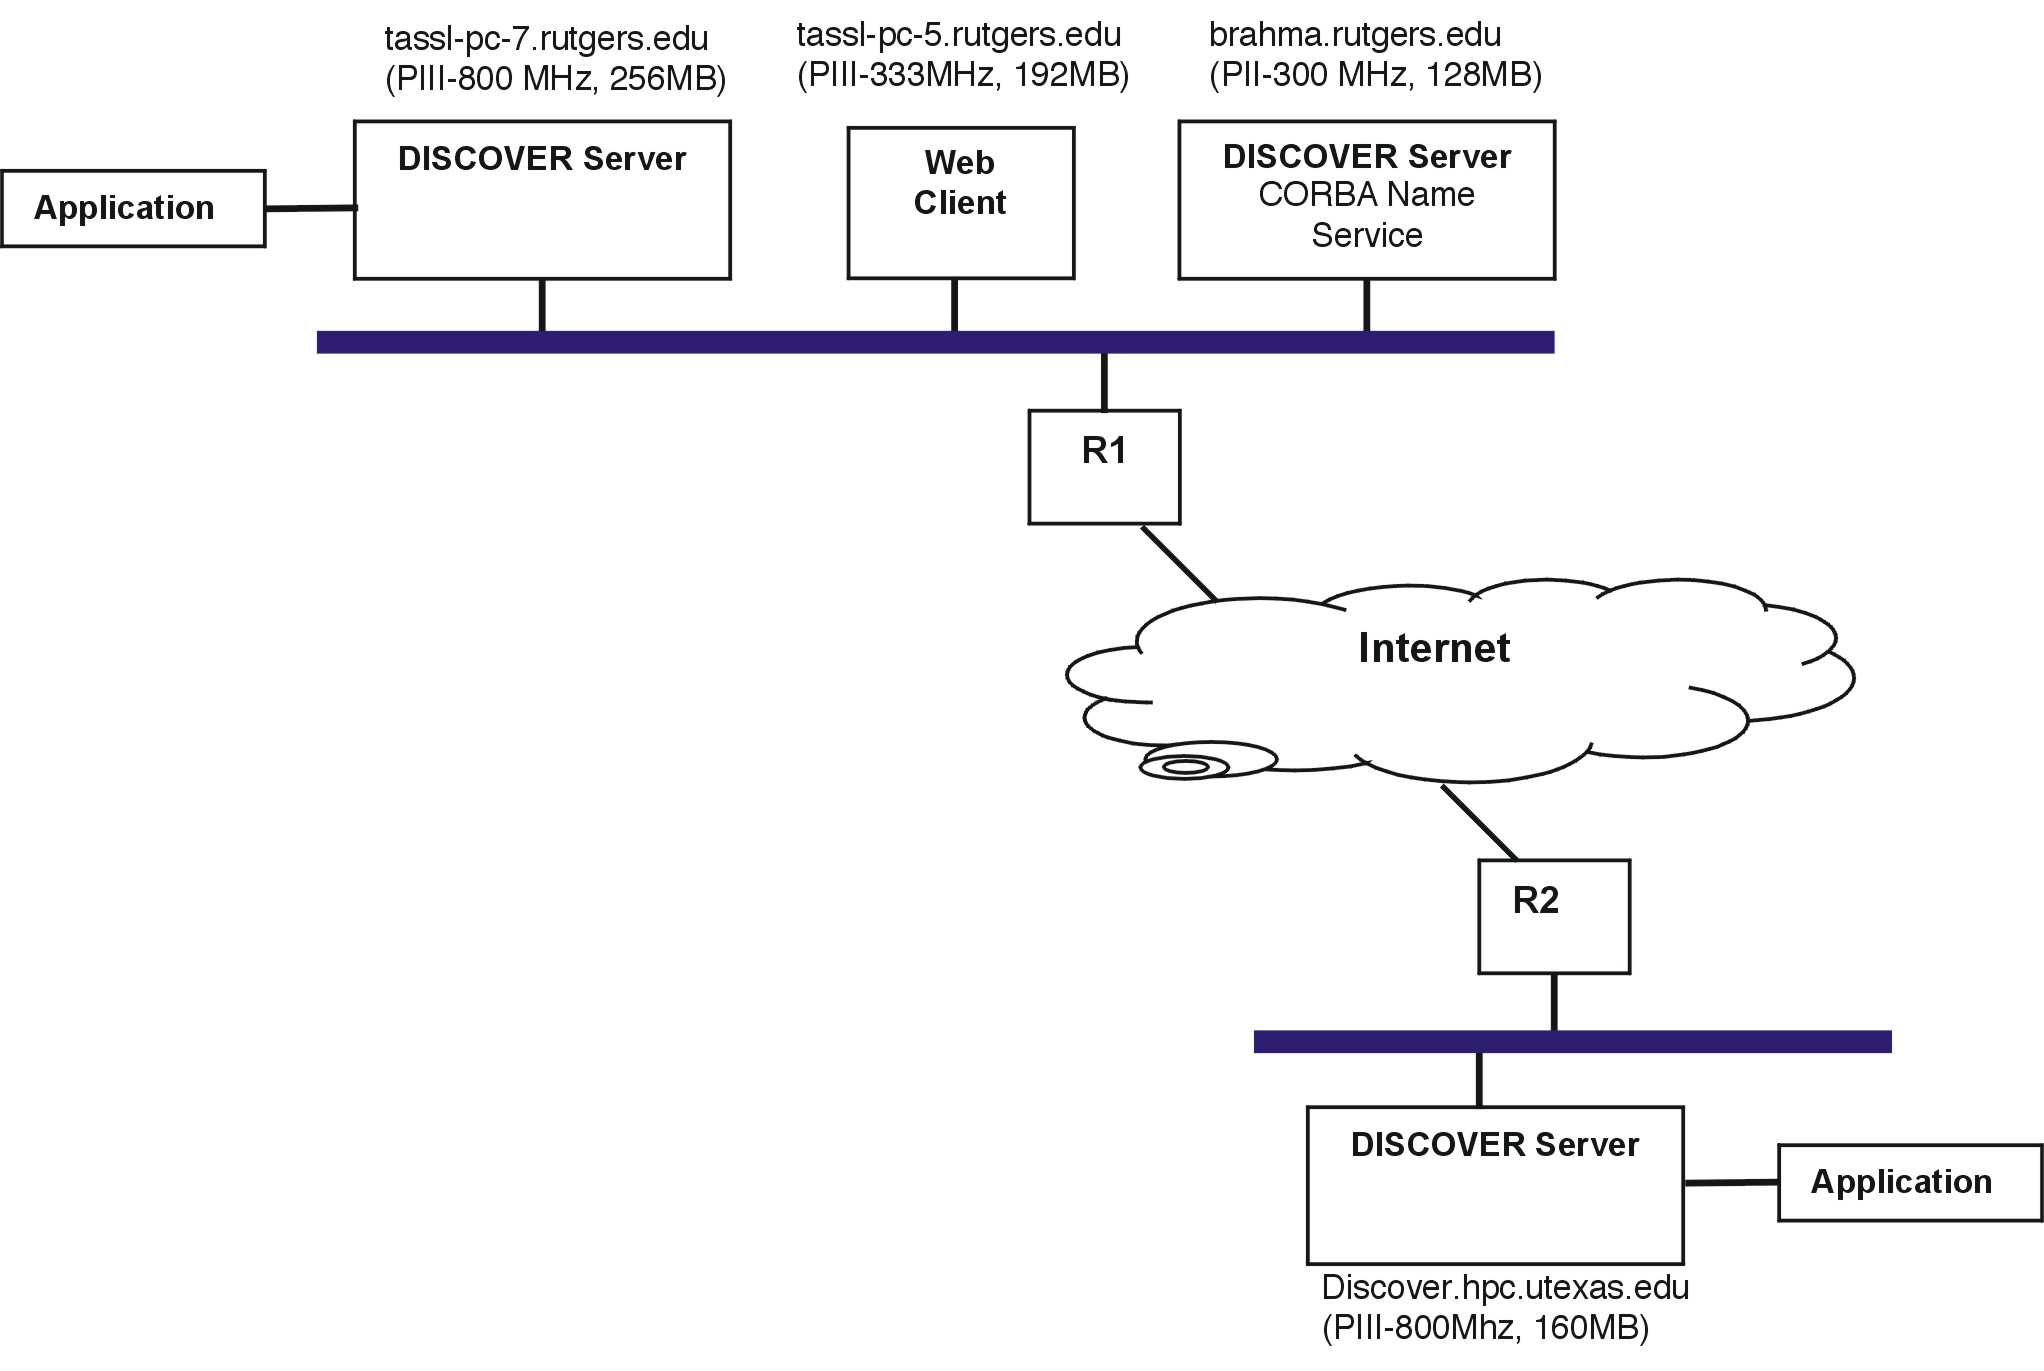 tassl-pc-7.rutgers.edu
(PIII-800 MHz, 256MB)
tassl-pc-5.rutgers.edu
(PIII-333MHz, 192MB)
brahma.rutgers.edu
(PII-300 MHz, 128MB)
Application
DISCOVER Server
Web
Client
DISCOVER Server
CORBA Name
Service
R1
Internet
R2
DISCOVER Server
Application
Discover.hpc.utexas.edu
(PIII-800Mhz, 160MB)